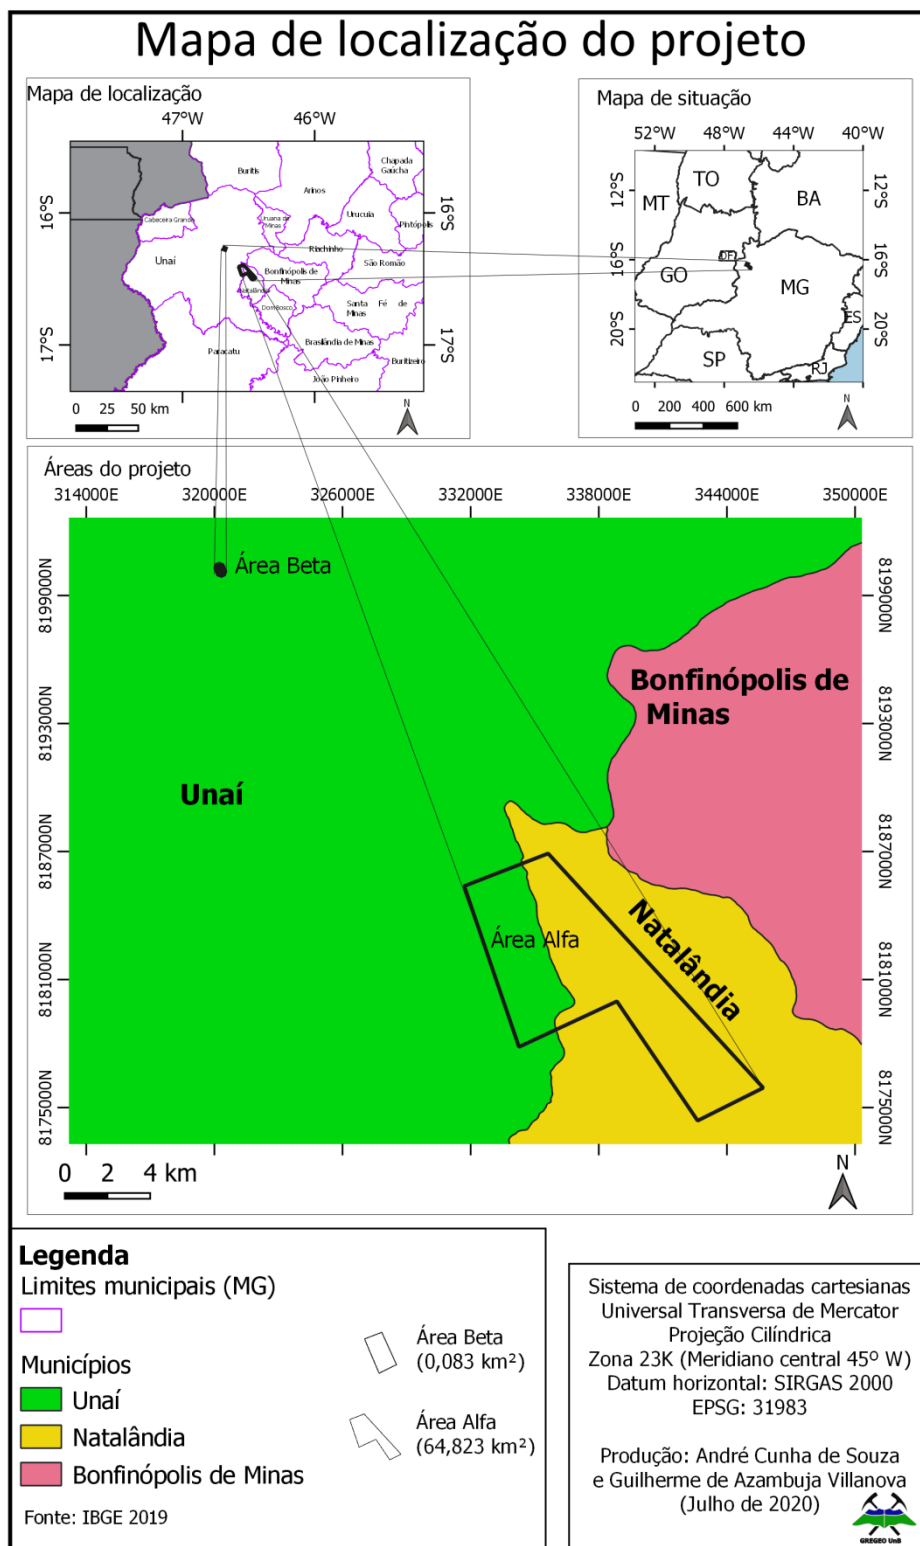 Mapa de localização do projeto
Mapa de localização
47°W 46°W
16°S
17°S
16°S
17°S
Buritis
Chapada
Gaúcha
Arinos
Urucuia
Pintópolis
Cabeceira Grande
Uruana de
Minas
Riachinho
Unaí
São Romão
Bonfinópolis de
Minas
Natalândia
Dom Bosco
Santa Fé de
Minas
Brasilândia de Minas
Paracatu
Buritizeiro
João Pinheiro
0 25 50 km
N
Mapa de situação
52°W 48°W 44°W 40°W
12°S
16°S
20°S
12°S
16°S
20°S
MT
TO
BA
DF
GO
MG
ES
SP
RJ
0 200 400 600 km
N
Áreas do projeto
314000E 320000E 326000E 332000E 338000E 344000E 350000E
8199000N
8193000N
8187000N
8181000N
8175000N
8199000N
8193000N
8187000N
8181000N
8175000N
Área Beta
Bonfinópolis de
Minas
Unaí
Natalândia
Área Alfa
0 2 4 km
N
Legenda
Limites municipais (MG)
Municípios
Unaí
Natalândia
Bonfinópolis de Minas
Fonte: IBGE 2019
Área Beta
(0,083 km²)
Área Alfa
(64,823 km²)
Sistema de coordenadas cartesianas
Universal Transversa de Mercator
Projeção Cilíndrica
Zona 23K (Meridiano central 45º W)
Datum horizontal: SIRGAS 2000
EPSG: 31983
Produção: André Cunha de Souza
e Guilherme de Azambuja Villanova
(Julho de 2020)
GREGEO UnB